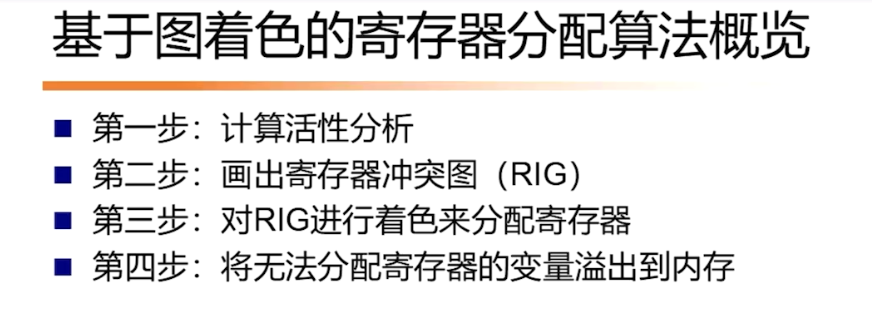 基于图着色的寄存器分配算法概览
第一步：计算活性分析
第二步：画出寄存器冲突图（RIG）
第三步：对RIG进行着色来分配寄存器
第四步：将无法分配寄存器的变量溢出到内存